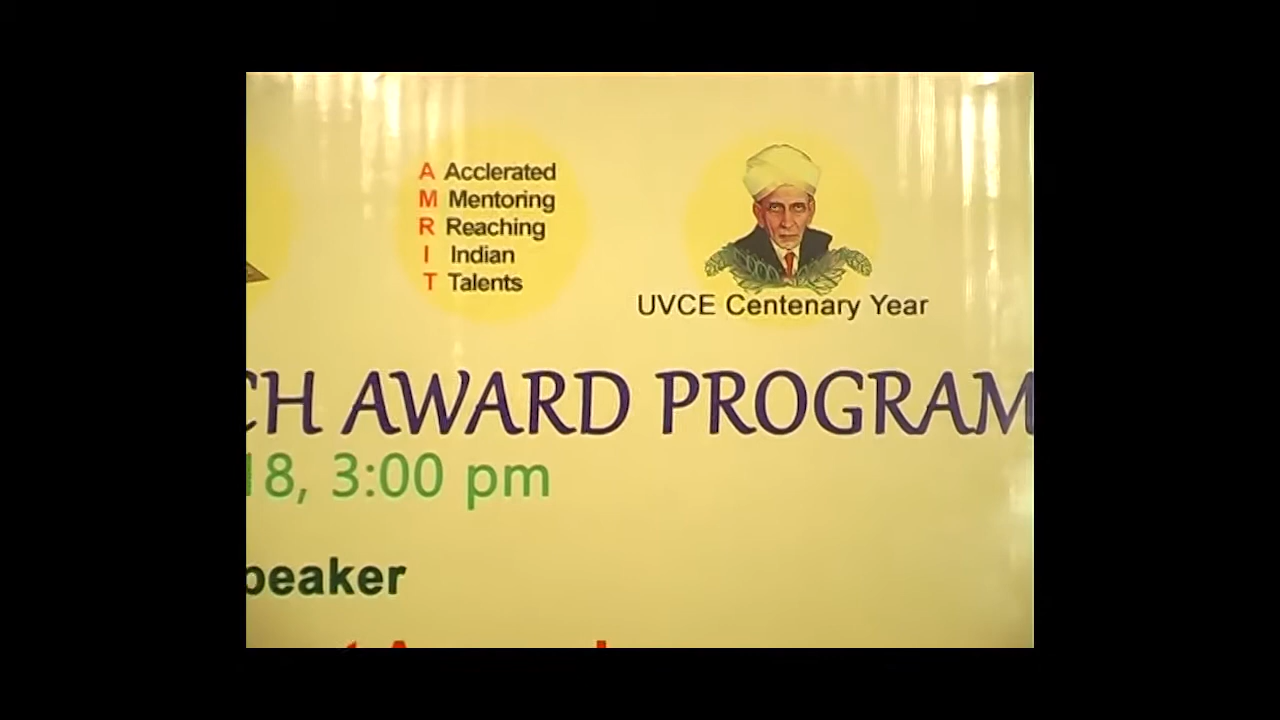 A Acclerated
M Mentoring
R Reaching
I Indian
T Talents
UVCE Centenary Year
CH AWARD PROGRAM
18, 3:00 pm
peaker